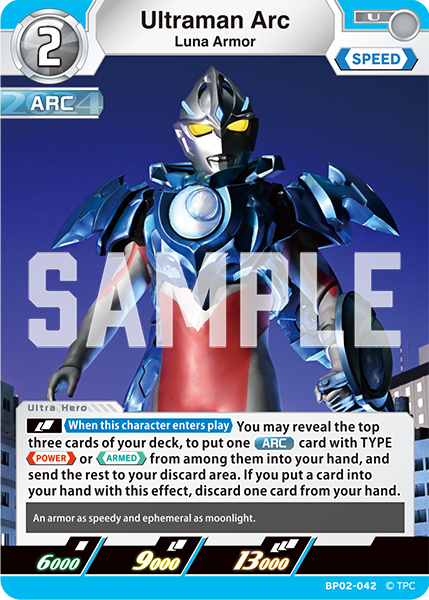 2
Ultraman Arc
Luna Armor
U
SPEED
ARC
SAMPLE
Ultra Hero
When this character enters play You may reveal the top
three cards of your deck, to put one ARC card with TYPE
POWER or ARMED from among them into your hand, and
send the rest to your discard area. If you put a card into
your hand with this effect, discard one card from your hand.
An armor as speedy and ephemeral as moonlight.
6000 9000 13000
BP02-042 © TPC